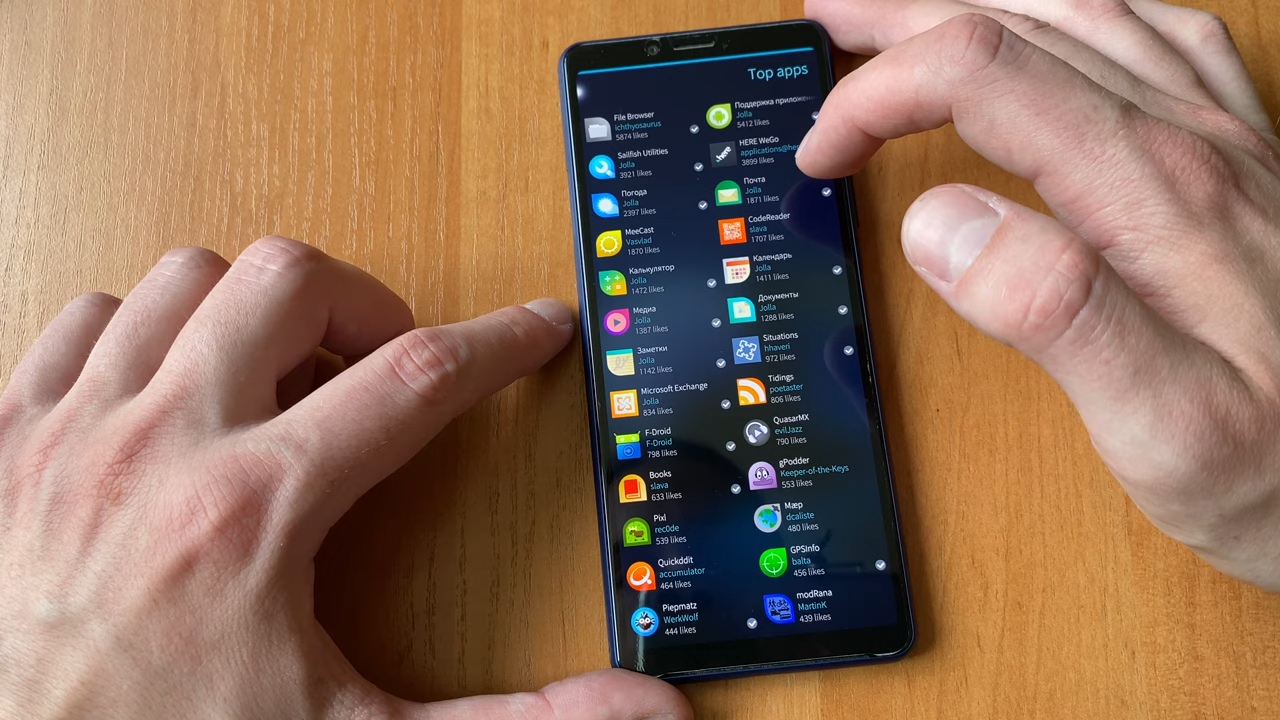 Top apps
File Browser
ichthyosaurus
5874 likes
Поддержка приложени
Jolla
5412 likes
Sailfish Utilities
Jolla
3921 likes
HERE WeGo
applications@her
3899 likes
Погода
Jolla
2397 likes
Почта
Jolla
1871 likes
MeeCast
Vasvlad
1870 likes
CodeReader
slava
1707 likes
Калькулятор
Jolla
1472 likes
Календарь
Jolla
1411 likes
Медиа
Jolla
1387 likes
Документы
Jolla
1288 likes
Заметки
Jolla
1142 likes
Situations
hhaveri
972 likes
Microsoft Exchange
Jolla
834 likes
Tidings
poetaster
806 likes
F-Droid
F-Droid
798 likes
QuasarMX
evilJazz
790 likes
Books
slava
633 likes
gPodder
Keeper-of-the-Keys
553 likes
Pixl
rec0de
539 likes
Mæp
dcaliste
480 likes
Quickddit
accumulator
464 likes
GPSInfo
balta
456 likes
Piepmatz
WerkWolf
444 likes
modRana
MartinK
439 likes
here